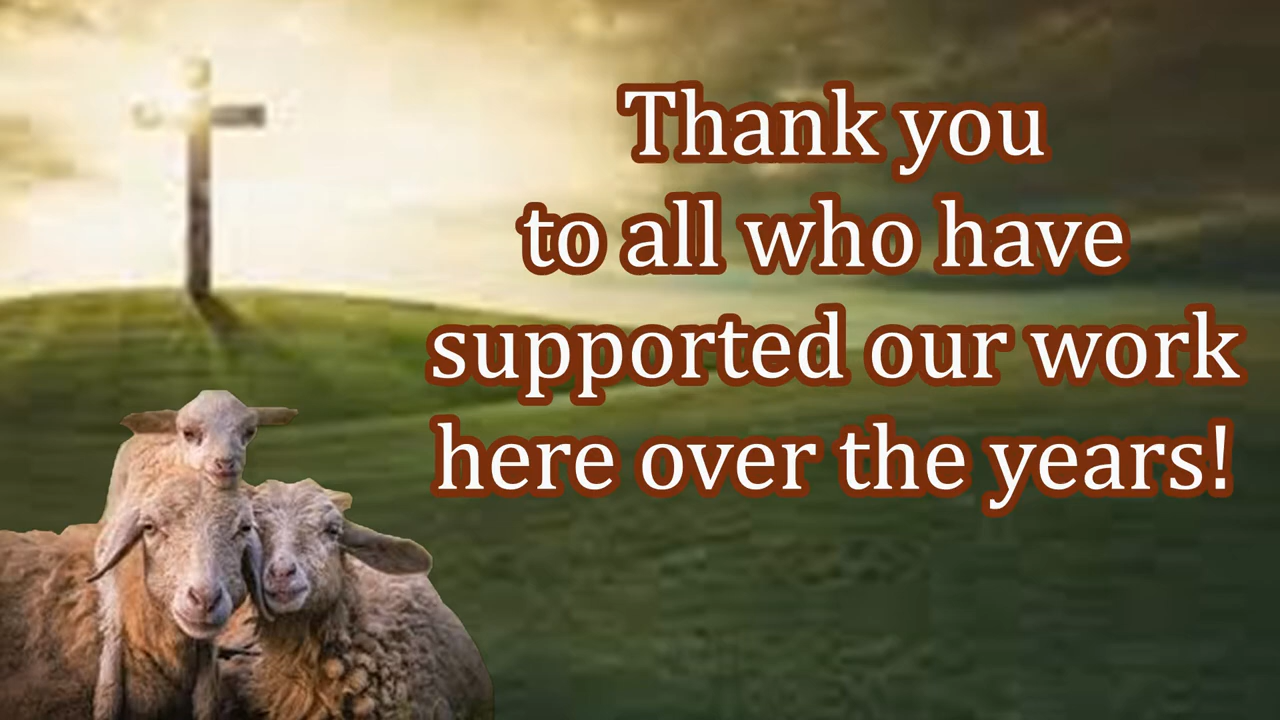 Thank you
to all who have
supported our work
here over the years!